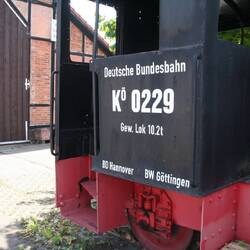 Deutsche Bundesbahn
Kö 0229
Gew. Lok 10.2t
BD Hannover BW Göttingen